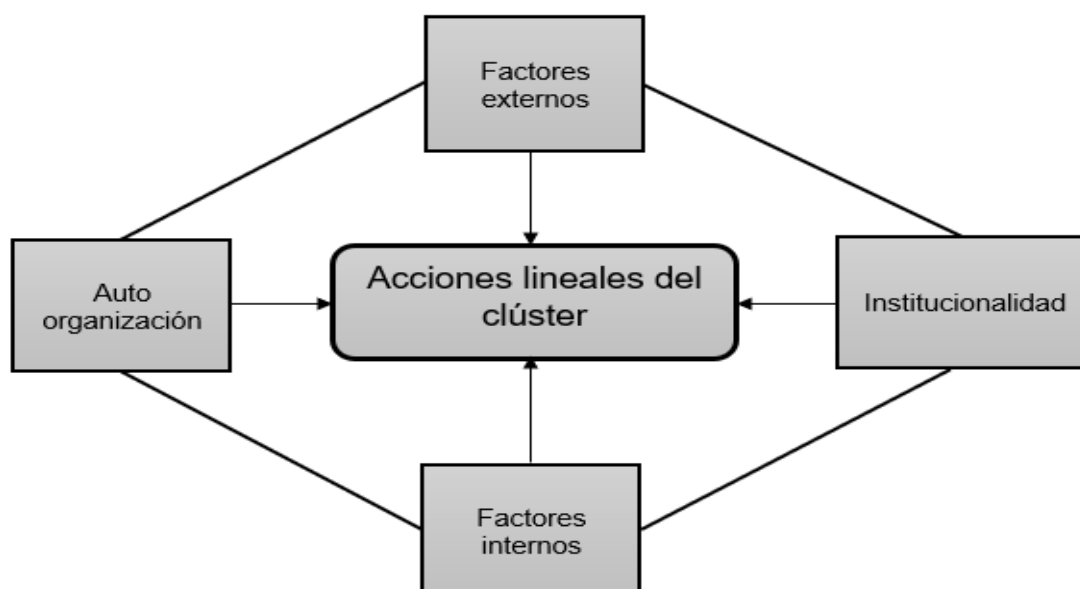 Factores
externos
Auto
organización
Acciones lineales del
clúster
Institucionalidad
Factores
internos